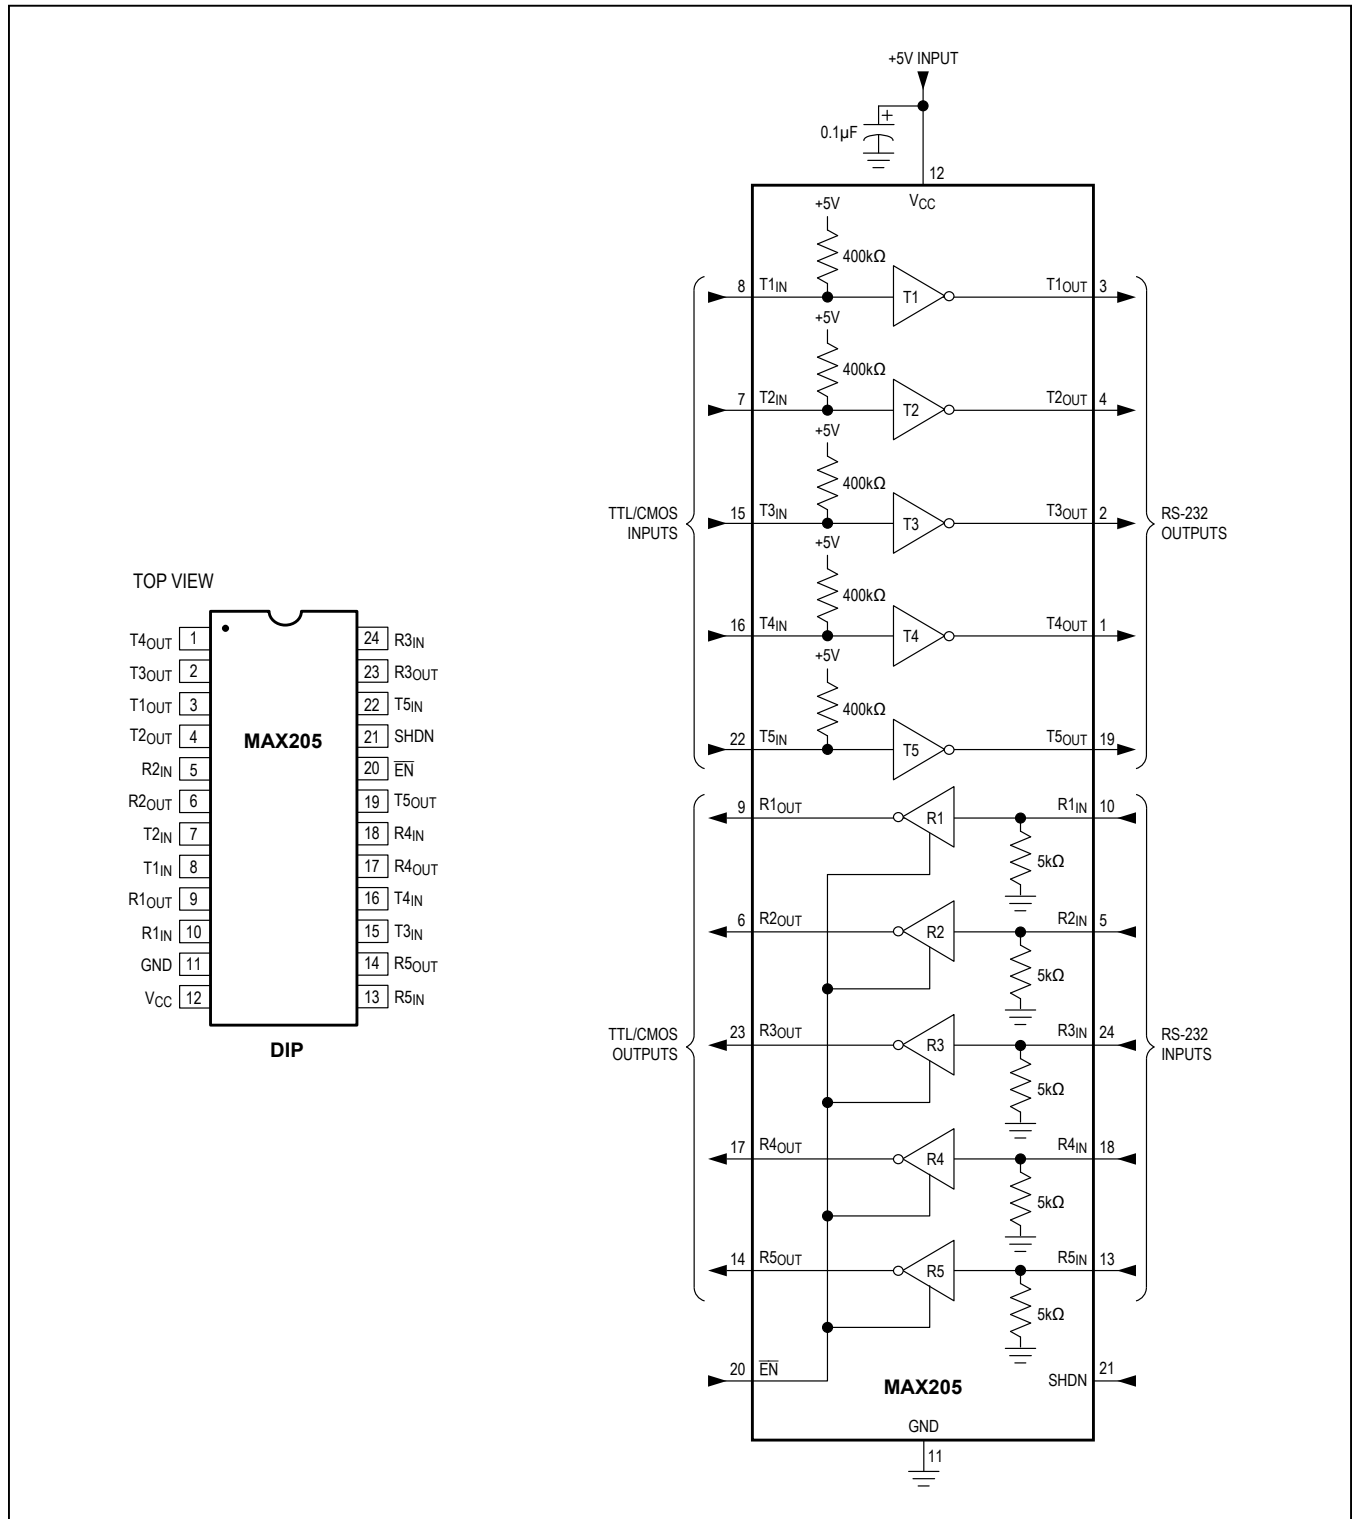 +5V INPUT
0.1µF
12
VCC
+5V
400kΩ
8 T1IN T1 T1OUT 3
+5V
400kΩ
7 T2IN T2 T2OUT 4
+5V
400kΩ
TTL/CMOS
INPUTS
15 T3IN T3 T3OUT 2
RS-232
OUTPUTS
+5V
400kΩ
16 T4IN T4 T4OUT 1
+5V
400kΩ
22 T5IN T5 T5OUT 19
9 R1OUT R1 R1IN 10
5kΩ
6 R2OUT R2 R2IN 5
5kΩ
TTL/CMOS
OUTPUTS
23 R3OUT R3 R3IN 24
RS-232
INPUTS
5kΩ
17 R4OUT R4 R4IN 18
5kΩ
14 R5OUT R5 R5IN 13
5kΩ
20 EN
MAX205
SHDN 21
GND
11
TOP VIEW
T4OUT 1 24 R3IN
T3OUT 2 23 R3OUT
T1OUT 3 22 T5IN
T2OUT 4 MAX205 21 SHDN
R2IN 5 20 EN
R2OUT 6 19 T5OUT
T2IN 7 18 R4IN
T1IN 8 17 R4OUT
R1OUT 9 16 T4IN
R1IN 10 15 T3IN
GND 11 14 R5OUT
VCC 12 13 R5IN
DIP